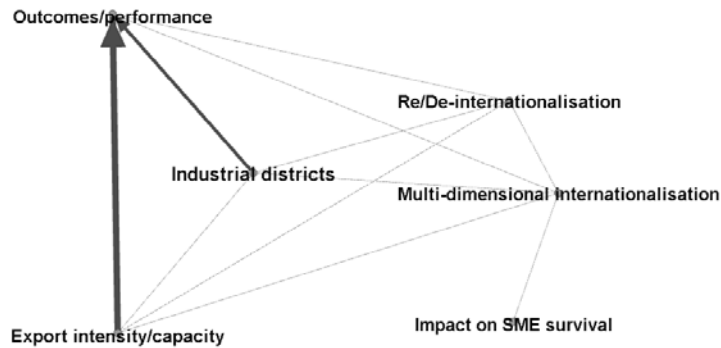 Outcomes/performance
Re/De-internationalisation
Industrial districts
Multi-dimensional internationalisation
Impact on SME survival
Export intensity/capacity